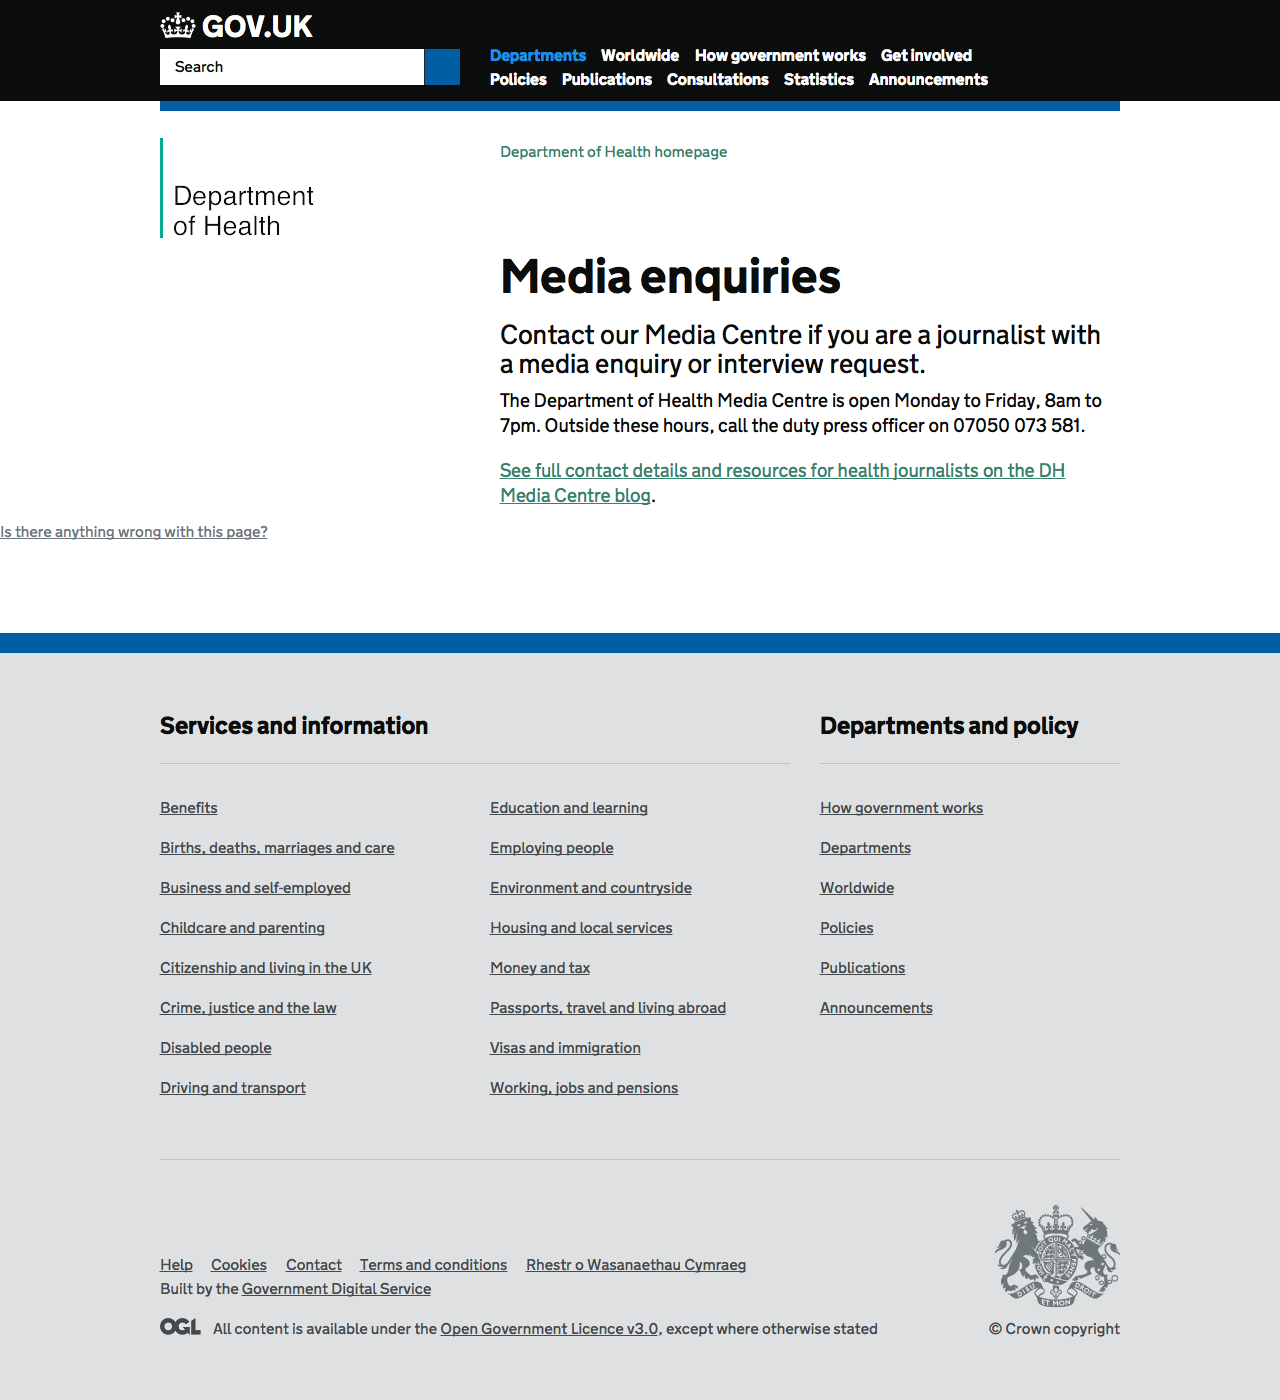 GOV.UK
Search
Departments Worldwide How government works Get involved
Policies Publications Consultations Statistics Announcements
Department
of Health
Department of Health homepage
Media enquiries
Contact our Media Centre if you are a journalist with
a media enquiry or interview request.
The Department of Health Media Centre is open Monday to Friday, 8am to
7pm. Outside these hours, call the duty press officer on 07050 073 581.
See full contact details and resources for health journalists on the DH
Media Centre blog.
Is there anything wrong with this page?
Services and information
Benefits
Births, deaths, marriages and care
Business and self-employed
Childcare and parenting
Citizenship and living in the UK
Crime, justice and the law
Disabled people
Driving and transport
Education and learning
Employing people
Environment and countryside
Housing and local services
Money and tax
Passports, travel and living abroad
Visas and immigration
Working, jobs and pensions
Departments and policy
How government works
Departments
Worldwide
Policies
Publications
Announcements
Help Cookies Contact Terms and conditions Rhestr o Wasanaethau Cymraeg
Built by the Government Digital Service
OGL All content is available under the Open Government Licence v3.0, except where otherwise stated
DIEU ET MON DROIT
© Crown copyright